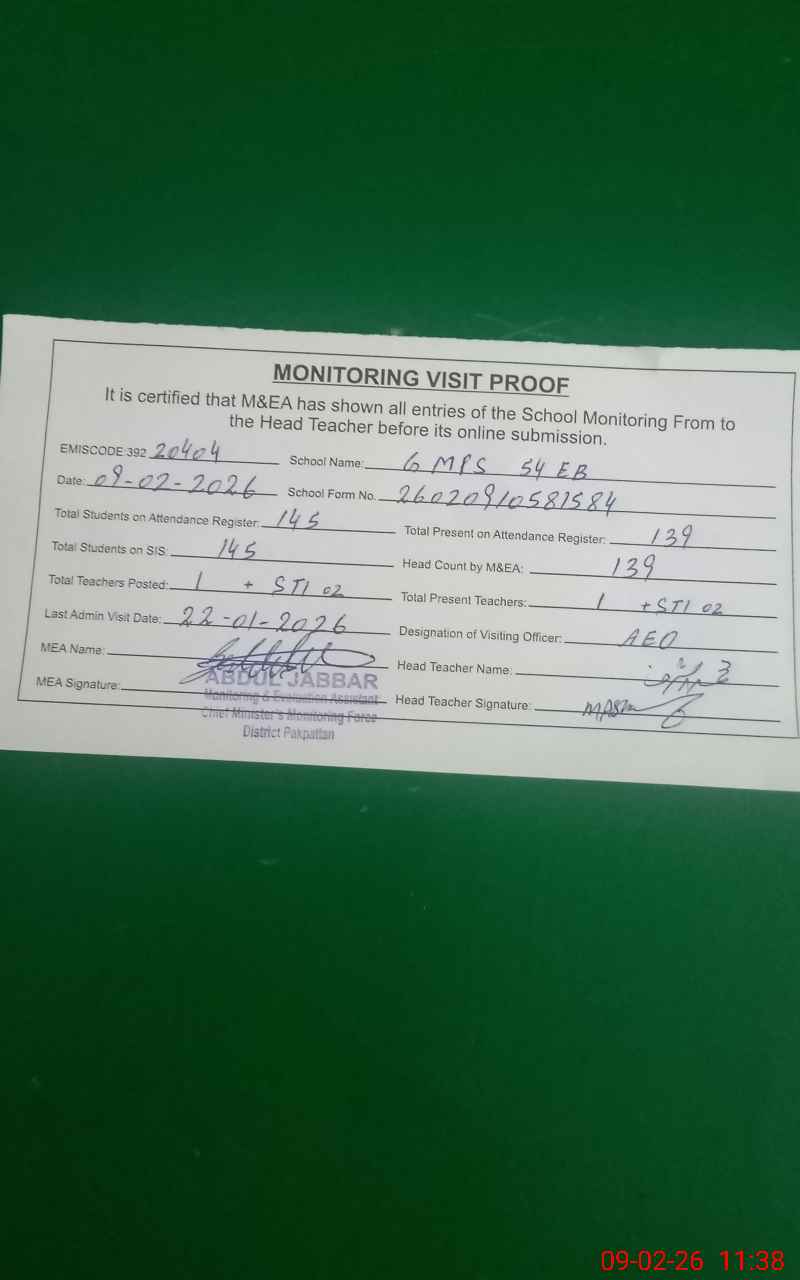 MONITORING VISIT PROOF
It is certified that M&EA has shown all entries of the School Monitoring From to
the Head Teacher before its online submission.
EMISCODE 392 20404 School Name: GMPS 54 EB
Date: 09-02-2026 School Form No. 26020910581584
Total Students on Attendance Register: 145 Total Present on Attendance Register: 139
Total Students on SIS: 145 Head Count by M&EA: 139
Total Teachers Posted: 1 + STI 02 Total Present Teachers: 1 + STI 02
Last Admin Visit Date: 22-01-2026 Designation of Visiting Officer: AEO
MEA Name: Head Teacher Name:
MEA Signature: Head Teacher Signature:
ABDUL JABBAR
Monitoring & Evaluation Assistant
Chief Minister's Monitoring Force
District Pakpattan
09-02-26 11:38